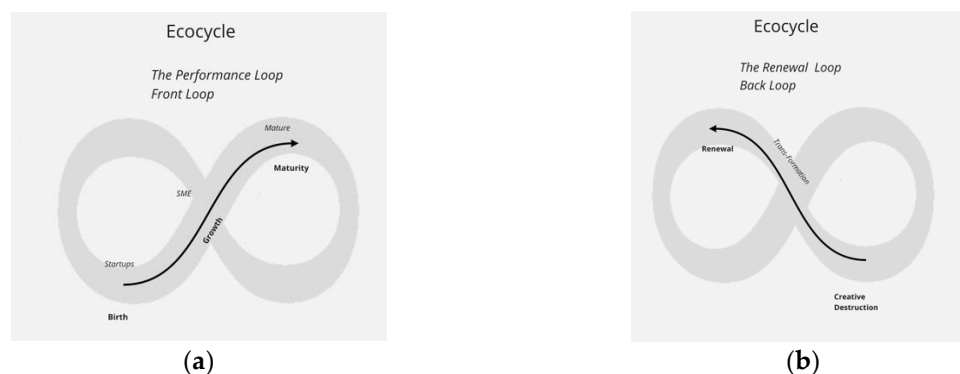 Ecocycle
The Performance Loop
Front Loop
Mature
Maturity
SME
Growth
Startups
Birth
(a)
Ecocycle
The Renewal Loop
Back Loop
Renewal
Trans-Formation
Creative
Destruction
(b)